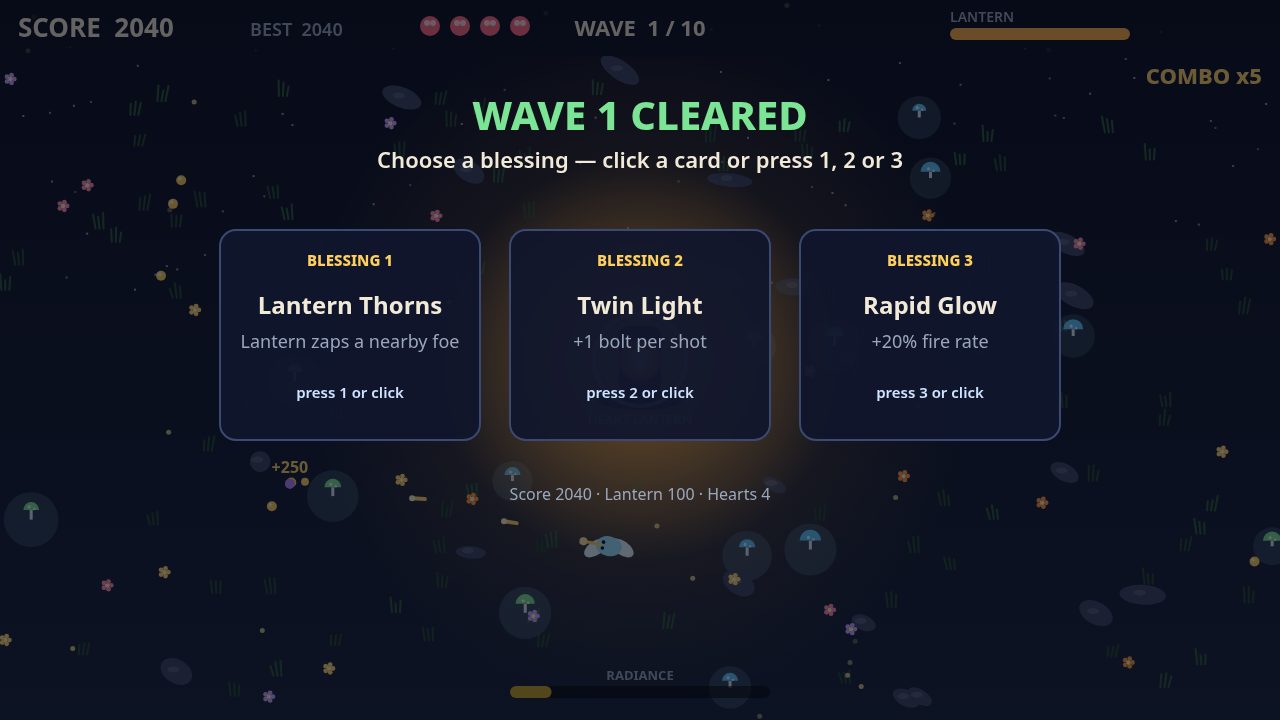 SCORE 2040
BEST 2040
WAVE 1 / 10
LANTERN
COMBO x5
WAVE 1 CLEARED
Choose a blessing — click a card or press 1, 2 or 3
BLESSING 1
Lantern Thorns
Lantern zaps a nearby foe
press 1 or click
BLESSING 2
Twin Light
+1 bolt per shot
press 2 or click
BLESSING 3
Rapid Glow
+20% fire rate
press 3 or click
+250
Score 2040 · Lantern 100 · Hearts 4
RADIANCE